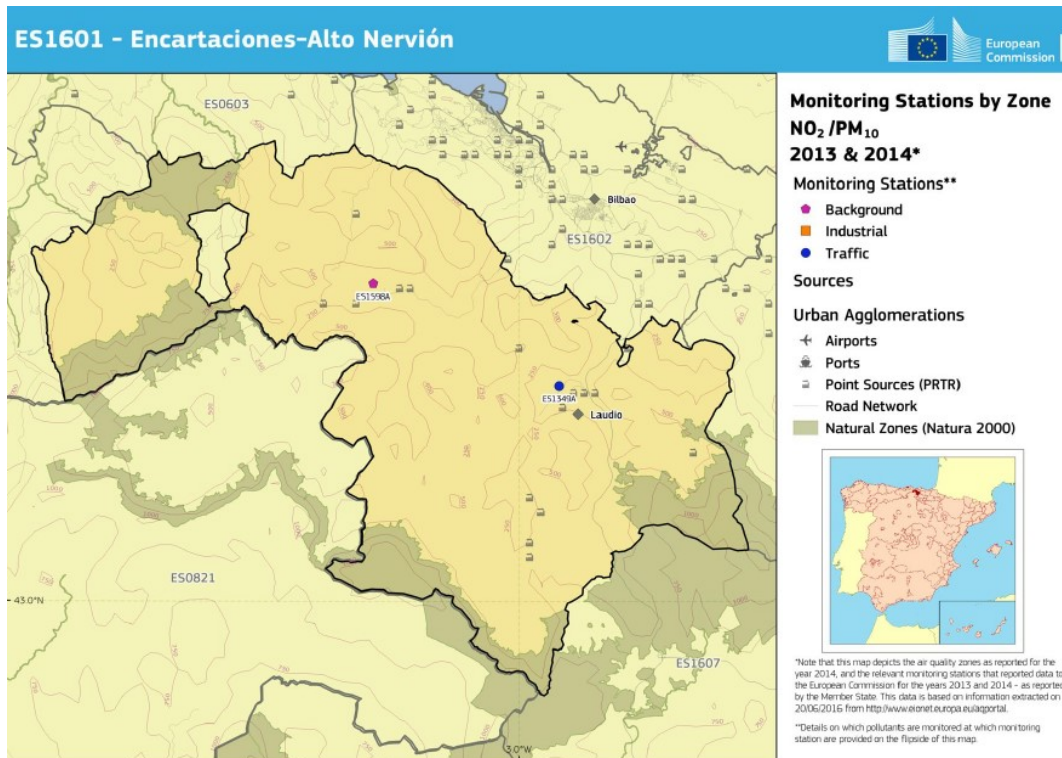 ES1601 - Encartaciones-Alto Nervión
European
Commission
Monitoring Stations by Zone
NO₂ /PM₁₀
2013 & 2014*
Monitoring Stations**
Background
Industrial
Traffic
Sources
Urban Agglomerations
Airports
Ports
Point Sources (PRTR)
Road Network
Natural Zones (Natura 2000)
ES0603
Bilbao
ES1602
ES1598A
ES1349A
Laudio
ES0821
43.0°N
ES1607
3.0°W
*Note that this map depicts the air quality zones as reported for the
year 2014, and the relevant monitoring stations that reported data to
the European Commission for the years 2013 and 2014 - as reported
by the Member State. This data is based on information extracted on
20/06/2016 from http://www.eionet.europa.eu/aqportal.
**Details on which pollutants are monitored at which monitoring
station are provided on the flipside of this map.